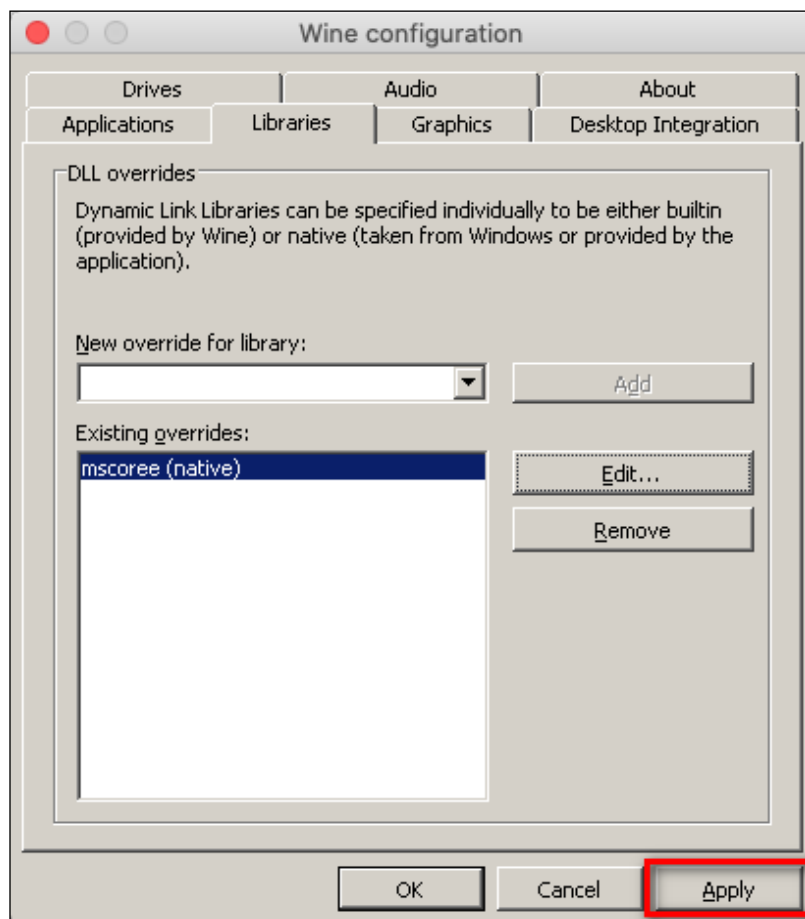 Wine configuration
Drives
Audio
About
Applications
Libraries
Graphics
Desktop Integration
DLL overrides
Dynamic Link Libraries can be specified individually to be either builtin
(provided by Wine) or native (taken from Windows or provided by the
application).
New override for library:
Add
Existing overrides:
mscoree (native)
Edit...
Remove
OK
Cancel
Apply